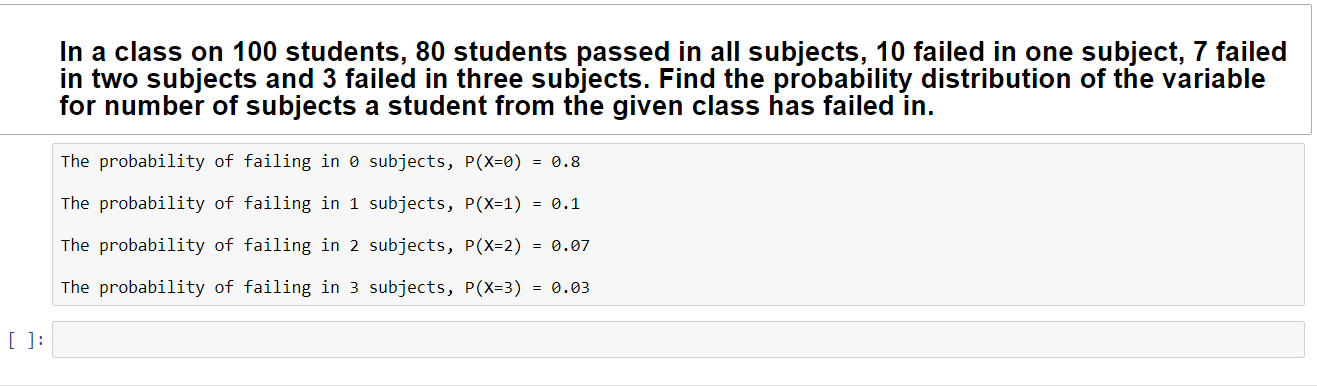 In a class on 100 students, 80 students passed in all subjects, 10 failed in one subject, 7 failed
in two subjects and 3 failed in three subjects. Find the probability distribution of the variable
for number of subjects a student from the given class has failed in.
The probability of failing in 0 subjects, P(X=0) = 0.8
The probability of failing in 1 subjects, P(X=1) = 0.1
The probability of failing in 2 subjects, P(X=2) = 0.07
The probability of failing in 3 subjects, P(X=3) = 0.03
[ ]: